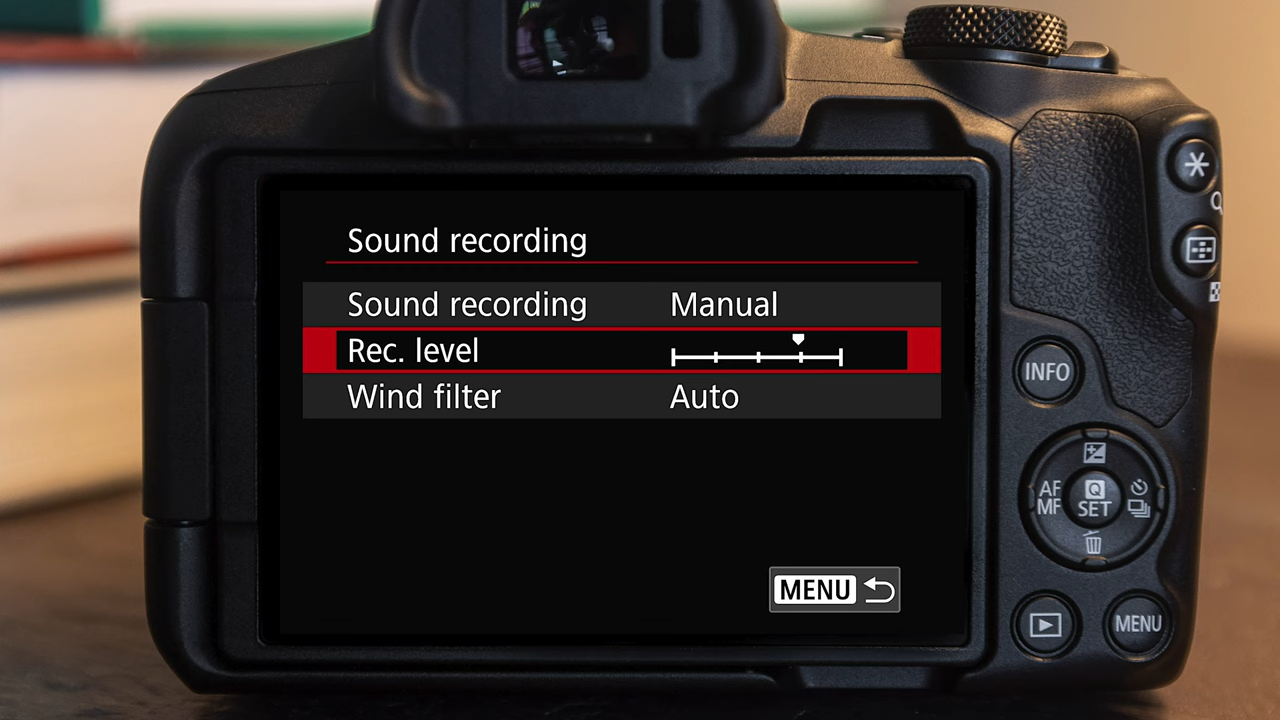 Sound recording
Sound recording Manual
Rec. level
Wind filter Auto
MENU
INFO
AF
MF
Q
SET
MENU